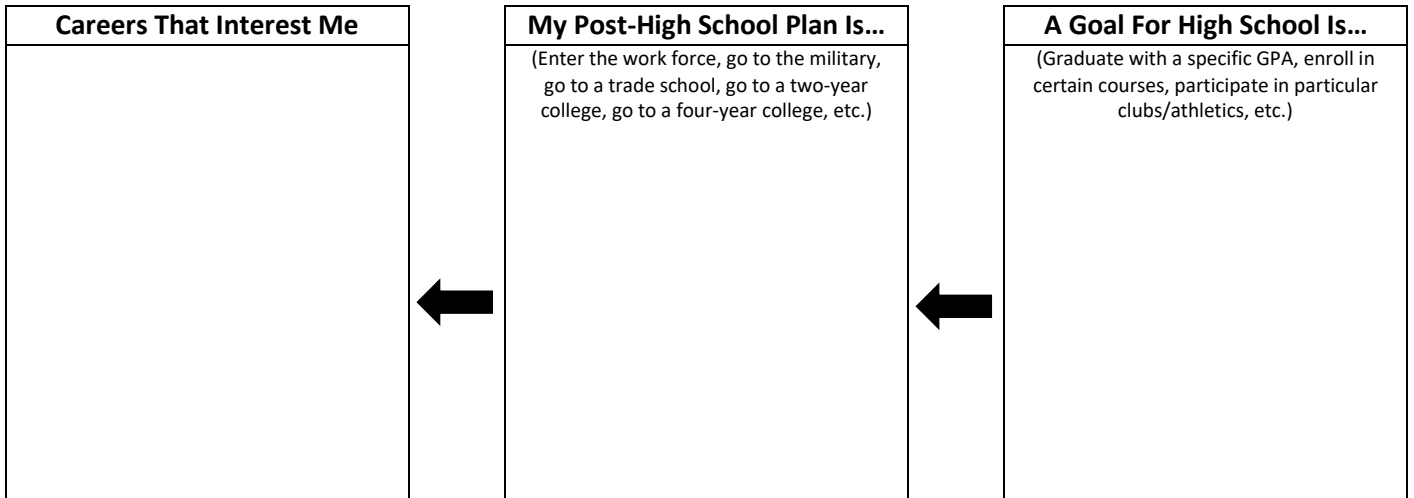 Careers That Interest Me
My Post-High School Plan Is…
(Enter the work force, go to the military,
go to a trade school, go to a two-year
college, go to a four-year college, etc.)
A Goal For High School Is…
(Graduate with a specific GPA, enroll in
certain courses, participate in particular
clubs/athletics, etc.)